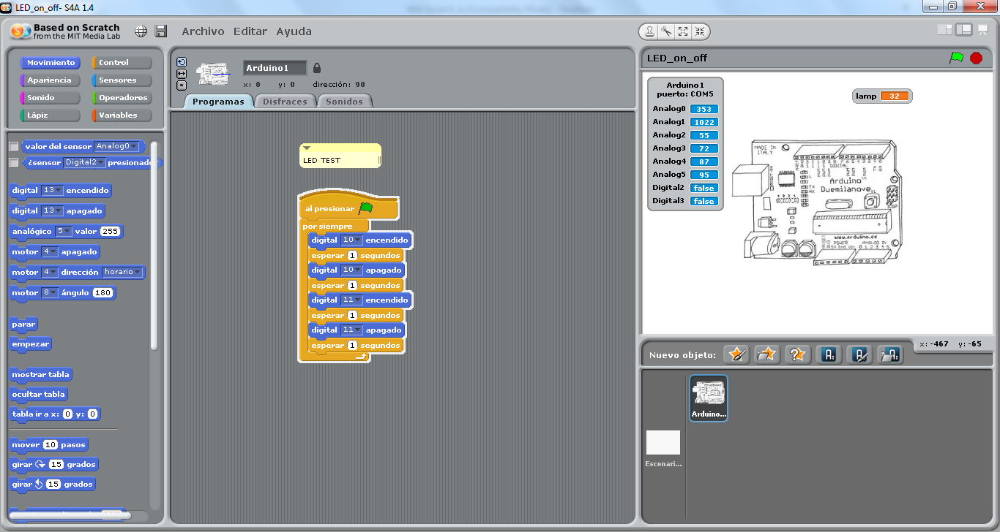 LED_on_off- S4A 1.4
Based on Scratch
from the MIT Media Lab
Archivo Editar Ayuda
Movimiento Control
Apariencia Sensores
Sonido Operadores
Lápiz Variables
valor del sensor Analog0
¿sensor Digital2 presionado
digital 13 encendido
digital 13 apagado
analógico 5 valor 255
motor 4 apagado
motor 4 dirección horario
motor 8 ángulo 180
parar
empezar
mostrar tabla
ocultar tabla
tabla ir a x: 0 y: 0
mover 10 pasos
girar 15 grados
girar 15 grados
Arduino1
x: 0 y: 0 dirección: 90
Programas Disfraces Sonidos
LED TEST
al presionar
por siempre
digital 10 encendido
esperar 1 segundos
digital 10 apagado
esperar 1 segundos
digital 11 encendido
esperar 1 segundos
digital 11 apagado
esperar 1 segundos
LED_on_off
Arduino1
puerto: COM5
Analog0 353
Analog1 1022
Analog2 55
Analog3 72
Analog4 87
Analog5 95
Digital2 false
Digital3 false
lamp 32
MADE IN
ITALY
DIGITAL
Arduino
Duemilanove
www.arduino.cc
POWER ANALOG IN
x: -467 y: -65
Nuevo objeto:
Arduino...
Escenari...